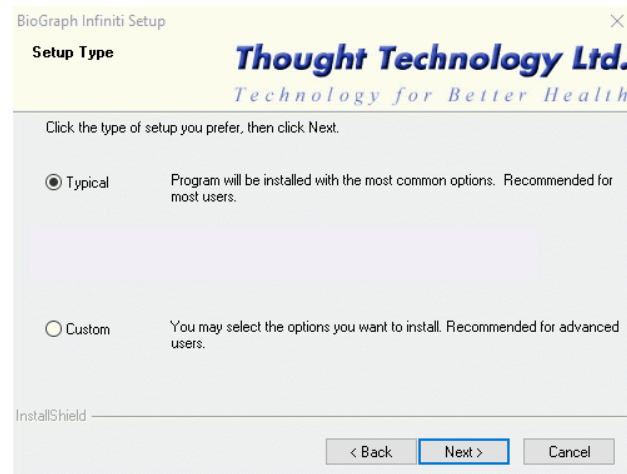 BioGraph Infiniti Setup
Setup Type
Thought Technology Ltd.
Technology for Better Health
Click the type of setup you prefer, then click Next.
Typical
Program will be installed with the most common options. Recommended for
most users.
Custom
You may select the options you want to install. Recommended for advanced
users.
InstallShield
< Back
Next >
Cancel